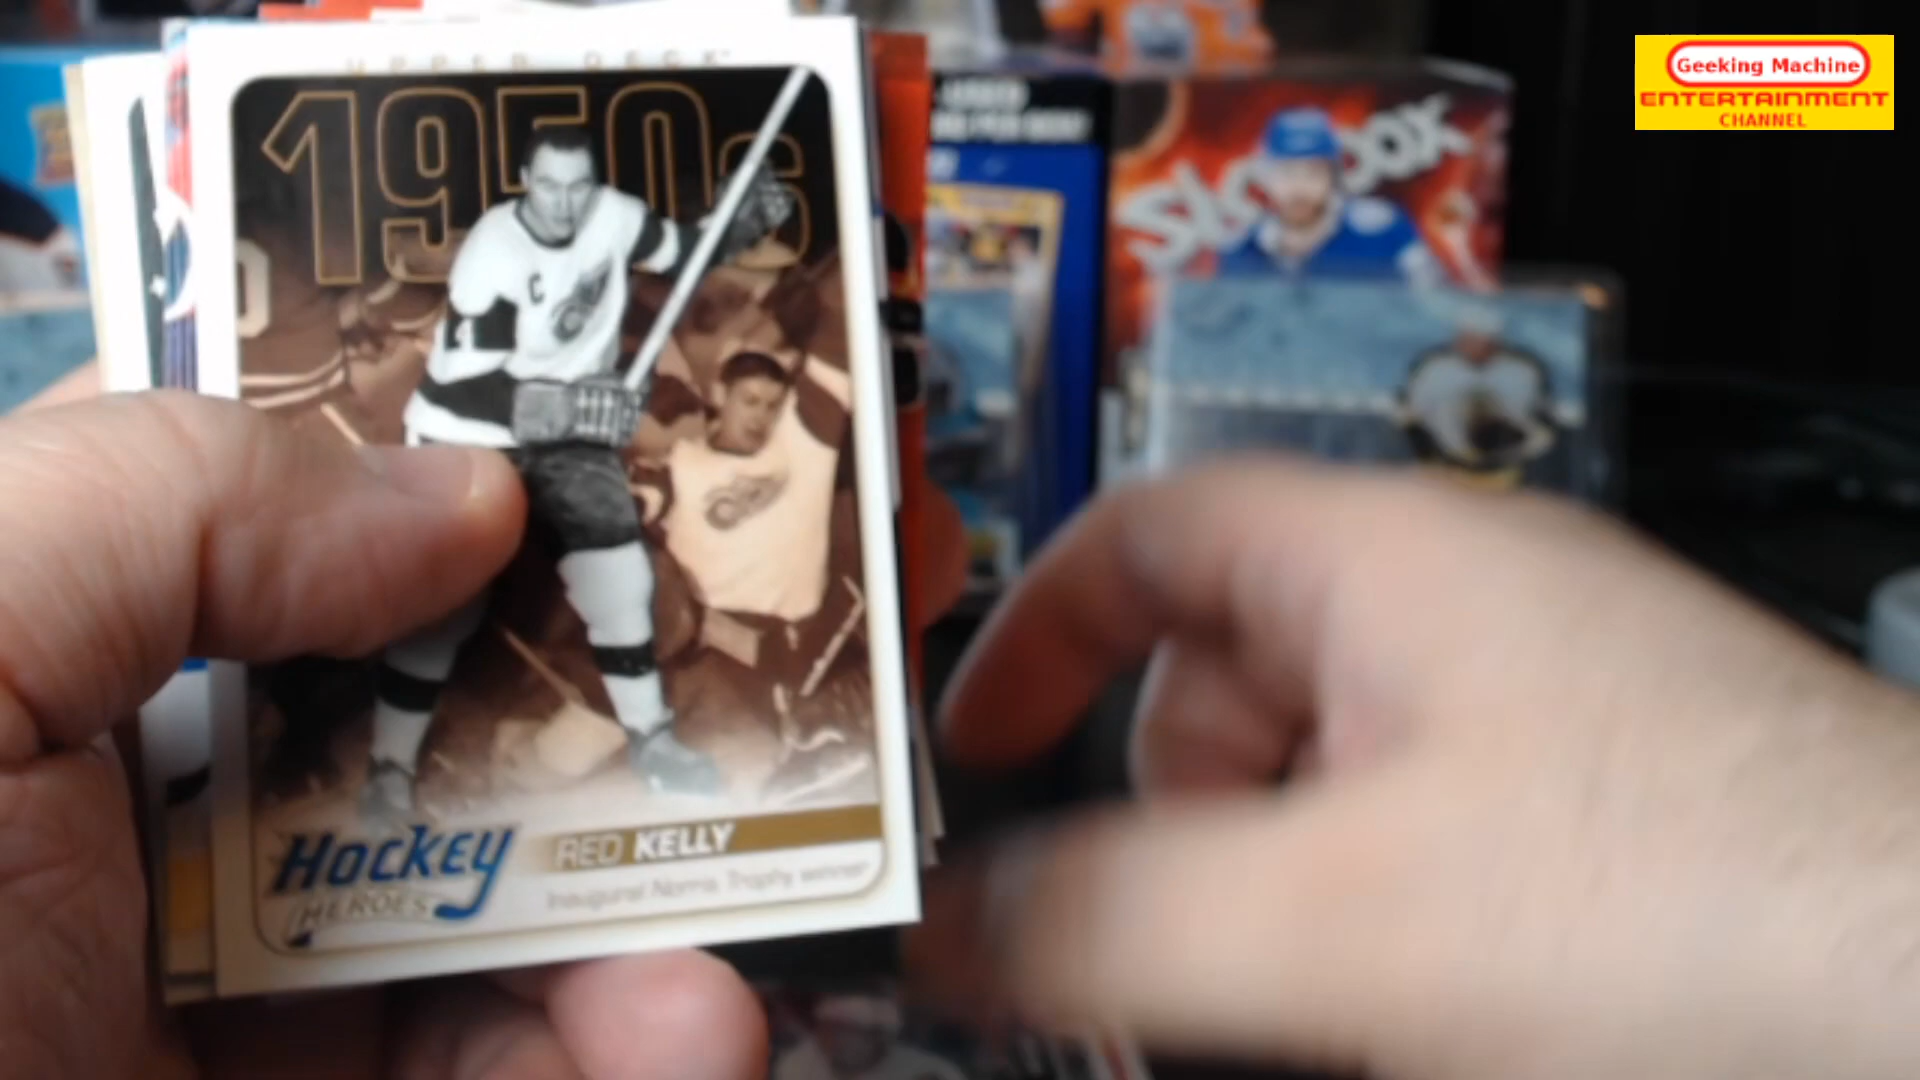 UPPER DECK
1950s
C
Hockey
HEROES
RED KELLY
Inaugural Norris Trophy winner
Geeking Machine
ENTERTAINMENT
CHANNEL